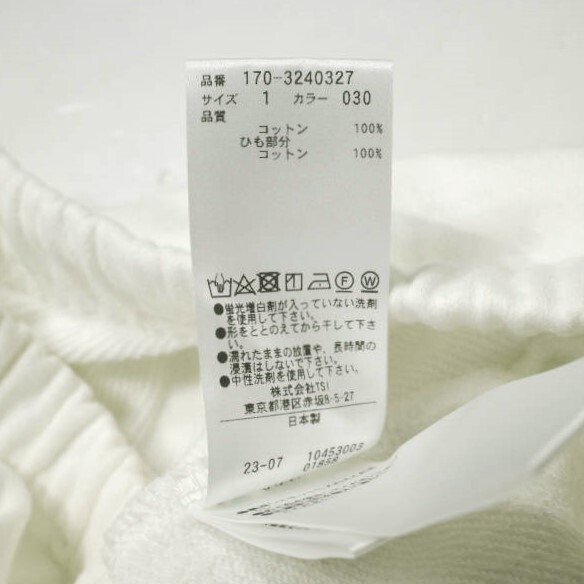 品番 170-3240327
サイズ 1 カラー 030
品質
コットン 100%
ひも部分
コットン 100%
●蛍光増白剤が入っていない洗剤
を使用して下さい。
●形をととのえてから干して下さ
い。
●濡れたままの放置や、長時間の
浸漬はしないで下さい。
●中性洗剤を使用して下さい。
株式会社TSI
東京都港区赤坂8-5-27
日本製
23-07 10453003
01858